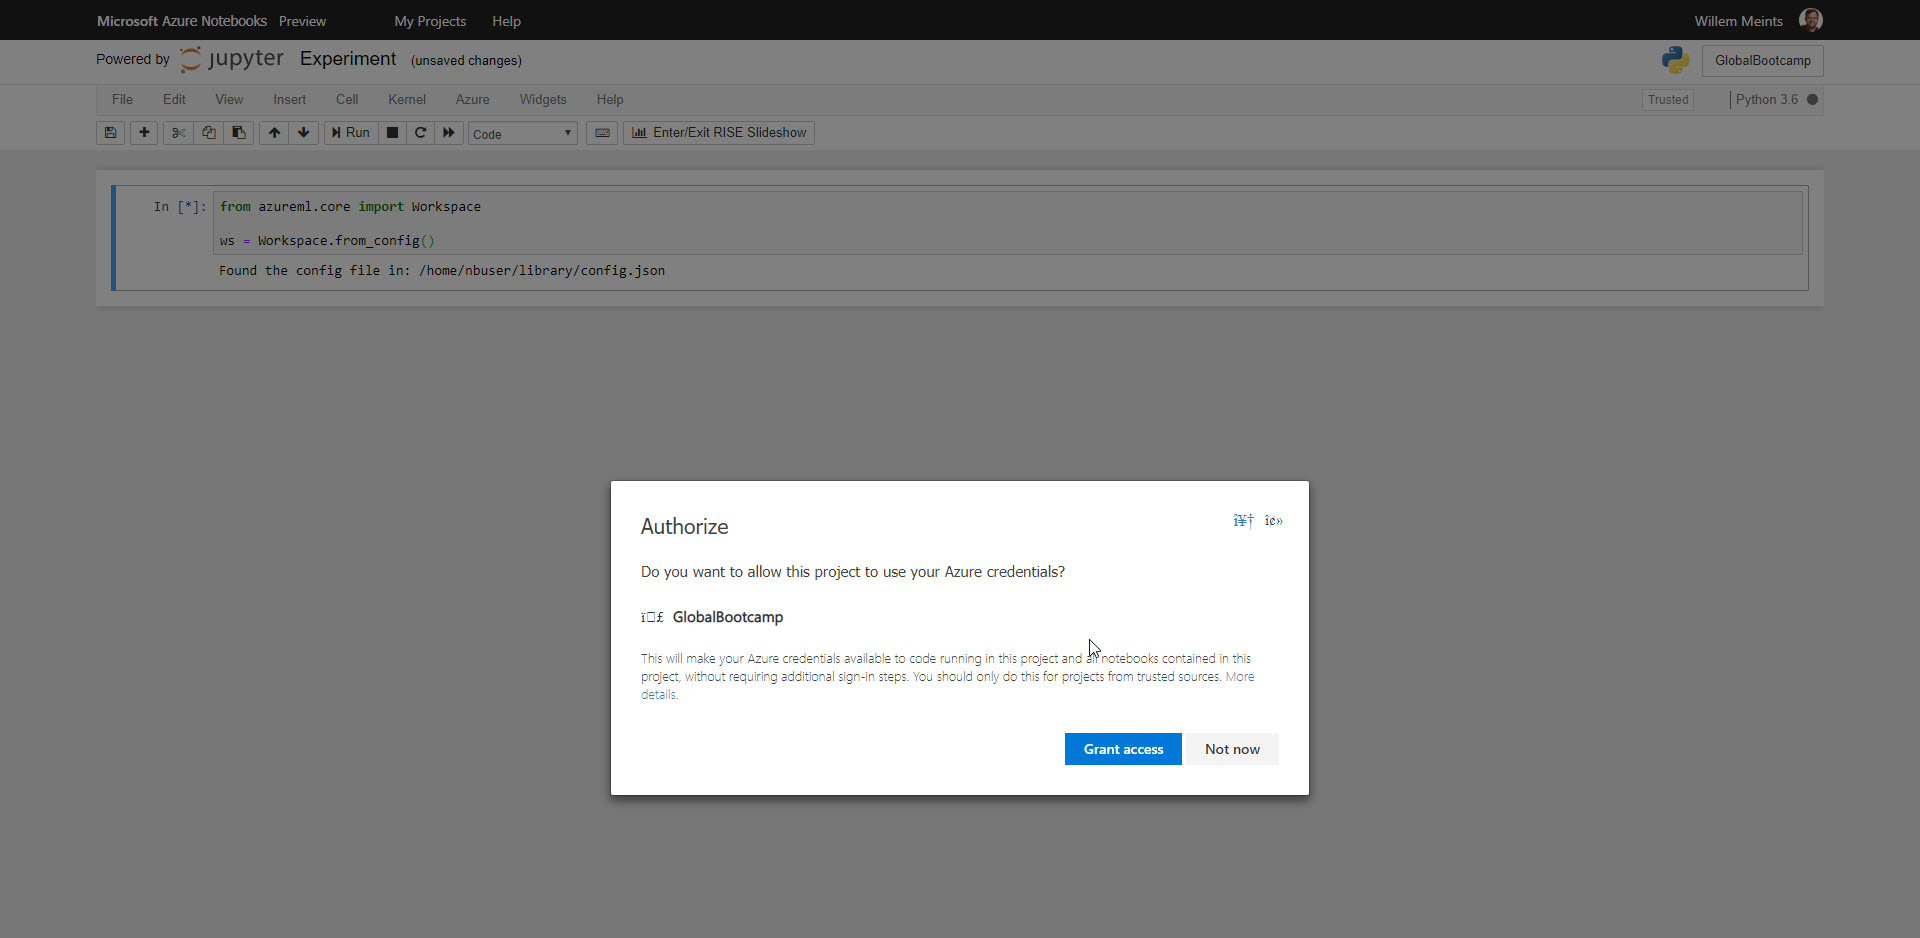 Microsoft Azure Notebooks Preview My Projects Help Willem Meints
Powered by jupyter Experiment (unsaved changes) GlobalBootcamp
File Edit View Insert Cell Kernel Azure Widgets Help Trusted Python 3.6
Run Code Enter/Exit RISE Slideshow
In [*]: from azureml.core import Workspace
ws = Workspace.from_config()
Found the config file in: /home/nbuser/library/config.json
Authorize
Do you want to allow this project to use your Azure credentials?
GlobalBootcamp
This will make your Azure credentials available to code running in this project and all notebooks contained in this
project, without requiring additional sign-in steps. You should only do this for projects from trusted sources. More
details.
Grant access Not now